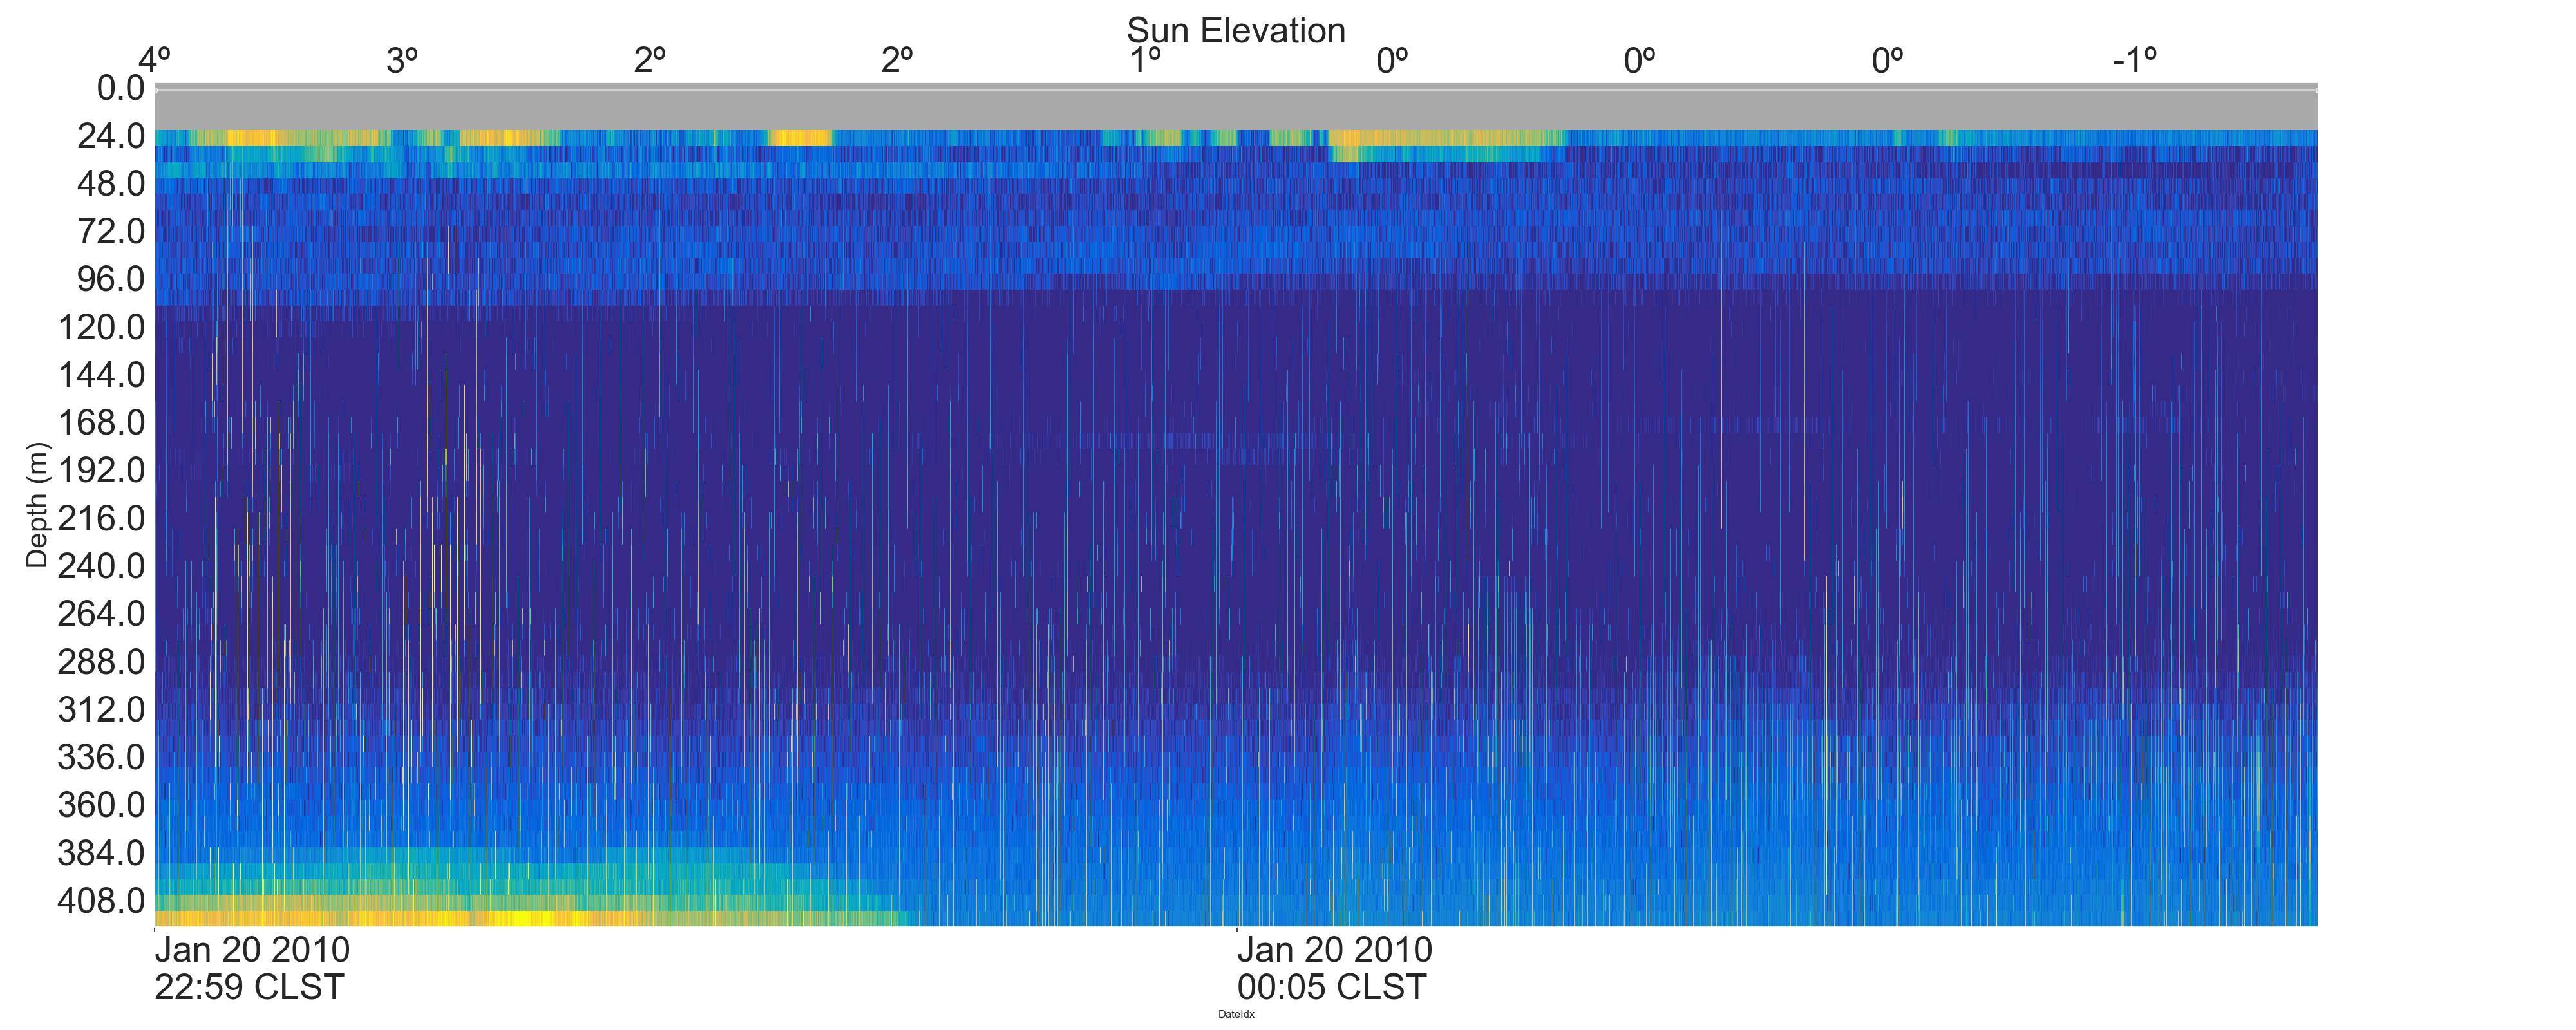 Sun Elevation
4º 3º 2º 2º 1º 0º 0º 0º -1º
0.0
24.0
48.0
72.0
96.0
120.0
144.0
168.0
192.0
216.0
240.0
264.0
288.0
312.0
336.0
360.0
384.0
408.0
Depth (m)
Jan 20 2010
22:59 CLST
Jan 20 2010
00:05 CLST
DateIdx